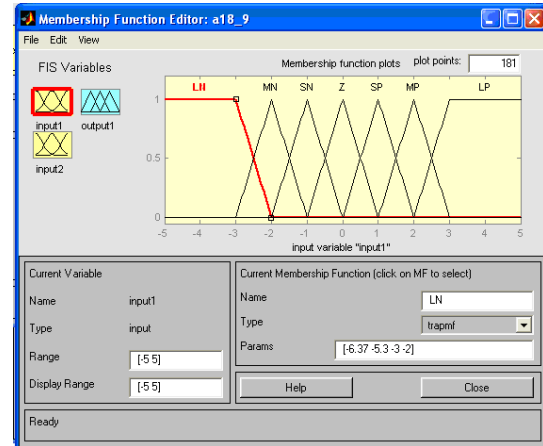 Membership Function Editor: a18_9
File Edit View
FIS Variables
Membership function plots plot points: 181
LN MN SN Z SP MP LP
1
0.5
0
-5 -4 -3 -2 -1 0 1 2 3 4 5
input variable "input1"
input1 output1
input2
Current Variable
Name input1
Type input
Range [-5 5]
Display Range [-5 5]
Current Membership Function (click on MF to select)
Name LN
Type trapmf
Params [-6.37 -5.3 -3 -2]
Help Close
Ready